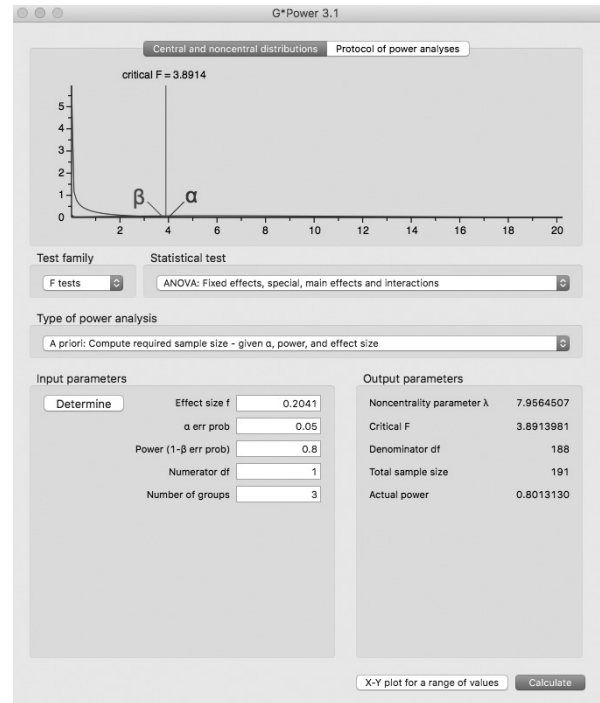 G*Power 3.1
Central and noncentral distributions Protocol of power analyses
critical F = 3.8914
5
4
3
2
1
0
β α
2 4 6 8 10 12 14 16 18 20
Test family Statistical test
F tests ANOVA: Fixed effects, special, main effects and interactions
Type of power analysis
A priori: Compute required sample size - given α, power, and effect size
Input parameters Output parameters
Determine Effect size f 0.2041 Noncentrality parameter λ 7.9564507
α err prob 0.05 Critical F 3.8913981
Power (1-β err prob) 0.8 Denominator df 188
Numerator df 1 Total sample size 191
Number of groups 3 Actual power 0.8013130
X-Y plot for a range of values Calculate